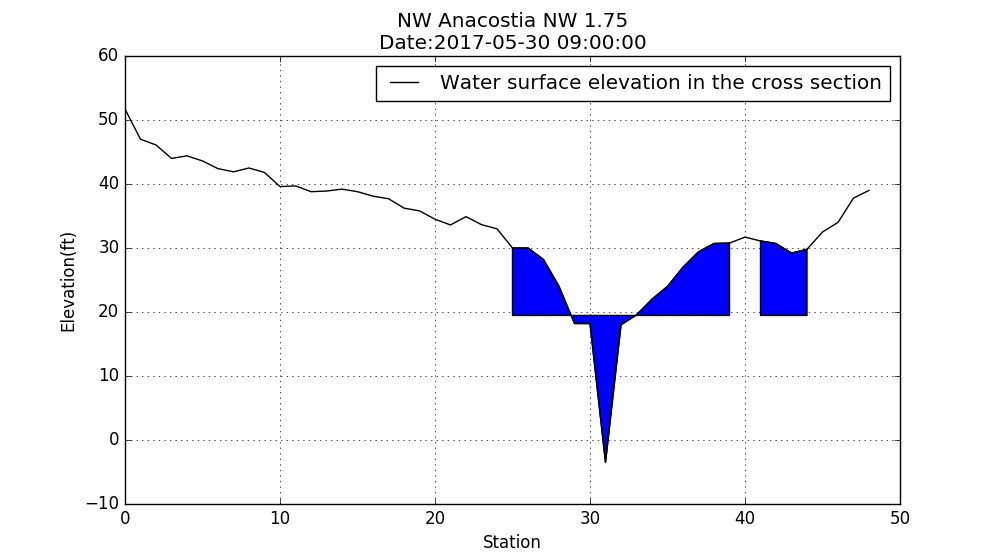 NW Anacostia NW 1.75
Date:2017-05-30 09:00:00
Water surface elevation in the cross section
60
50
40
30
20
10
0
−10
Elevation(ft)
0 10 20 30 40 50
Station